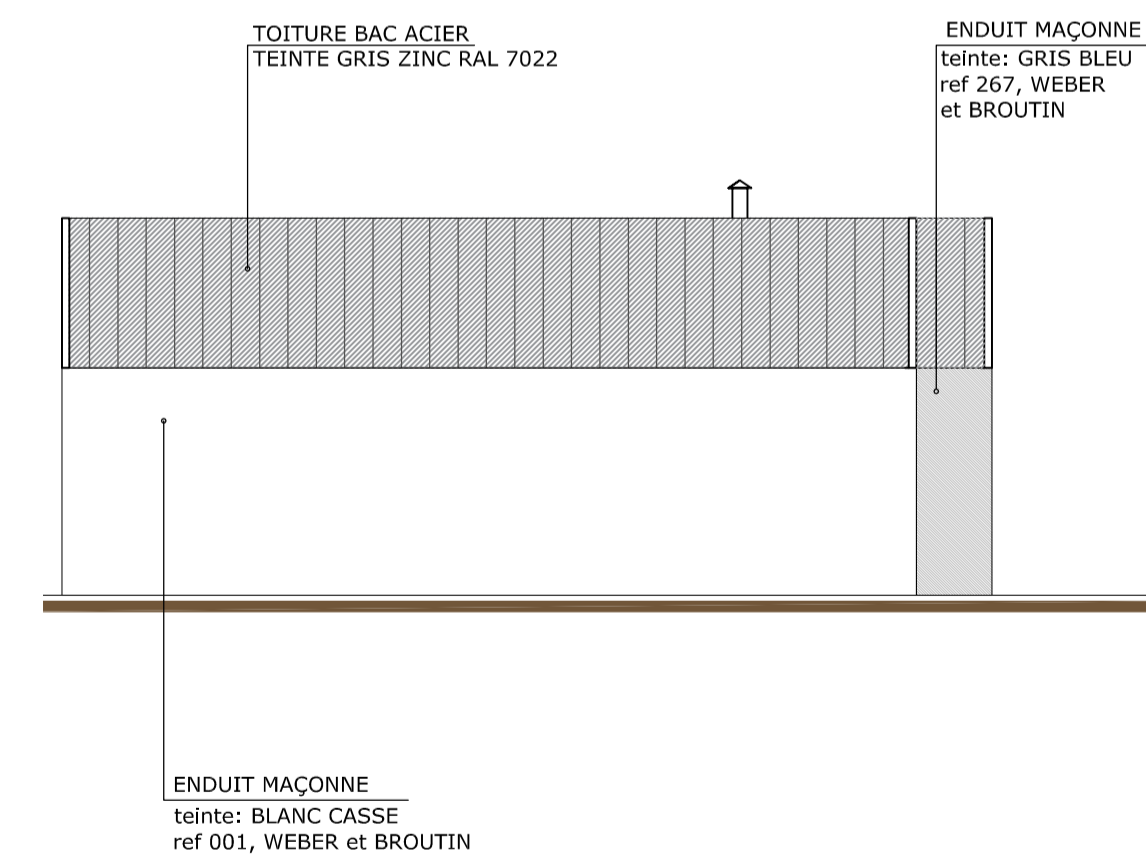 TOITURE BAC ACIER
TEINTE GRIS ZINC RAL 7022
ENDUIT MAÇONNE
teinte: GRIS BLEU
ref 267, WEBER
et BROUTIN
ENDUIT MAÇONNE
teinte: BLANC CASSE
ref 001, WEBER et BROUTIN